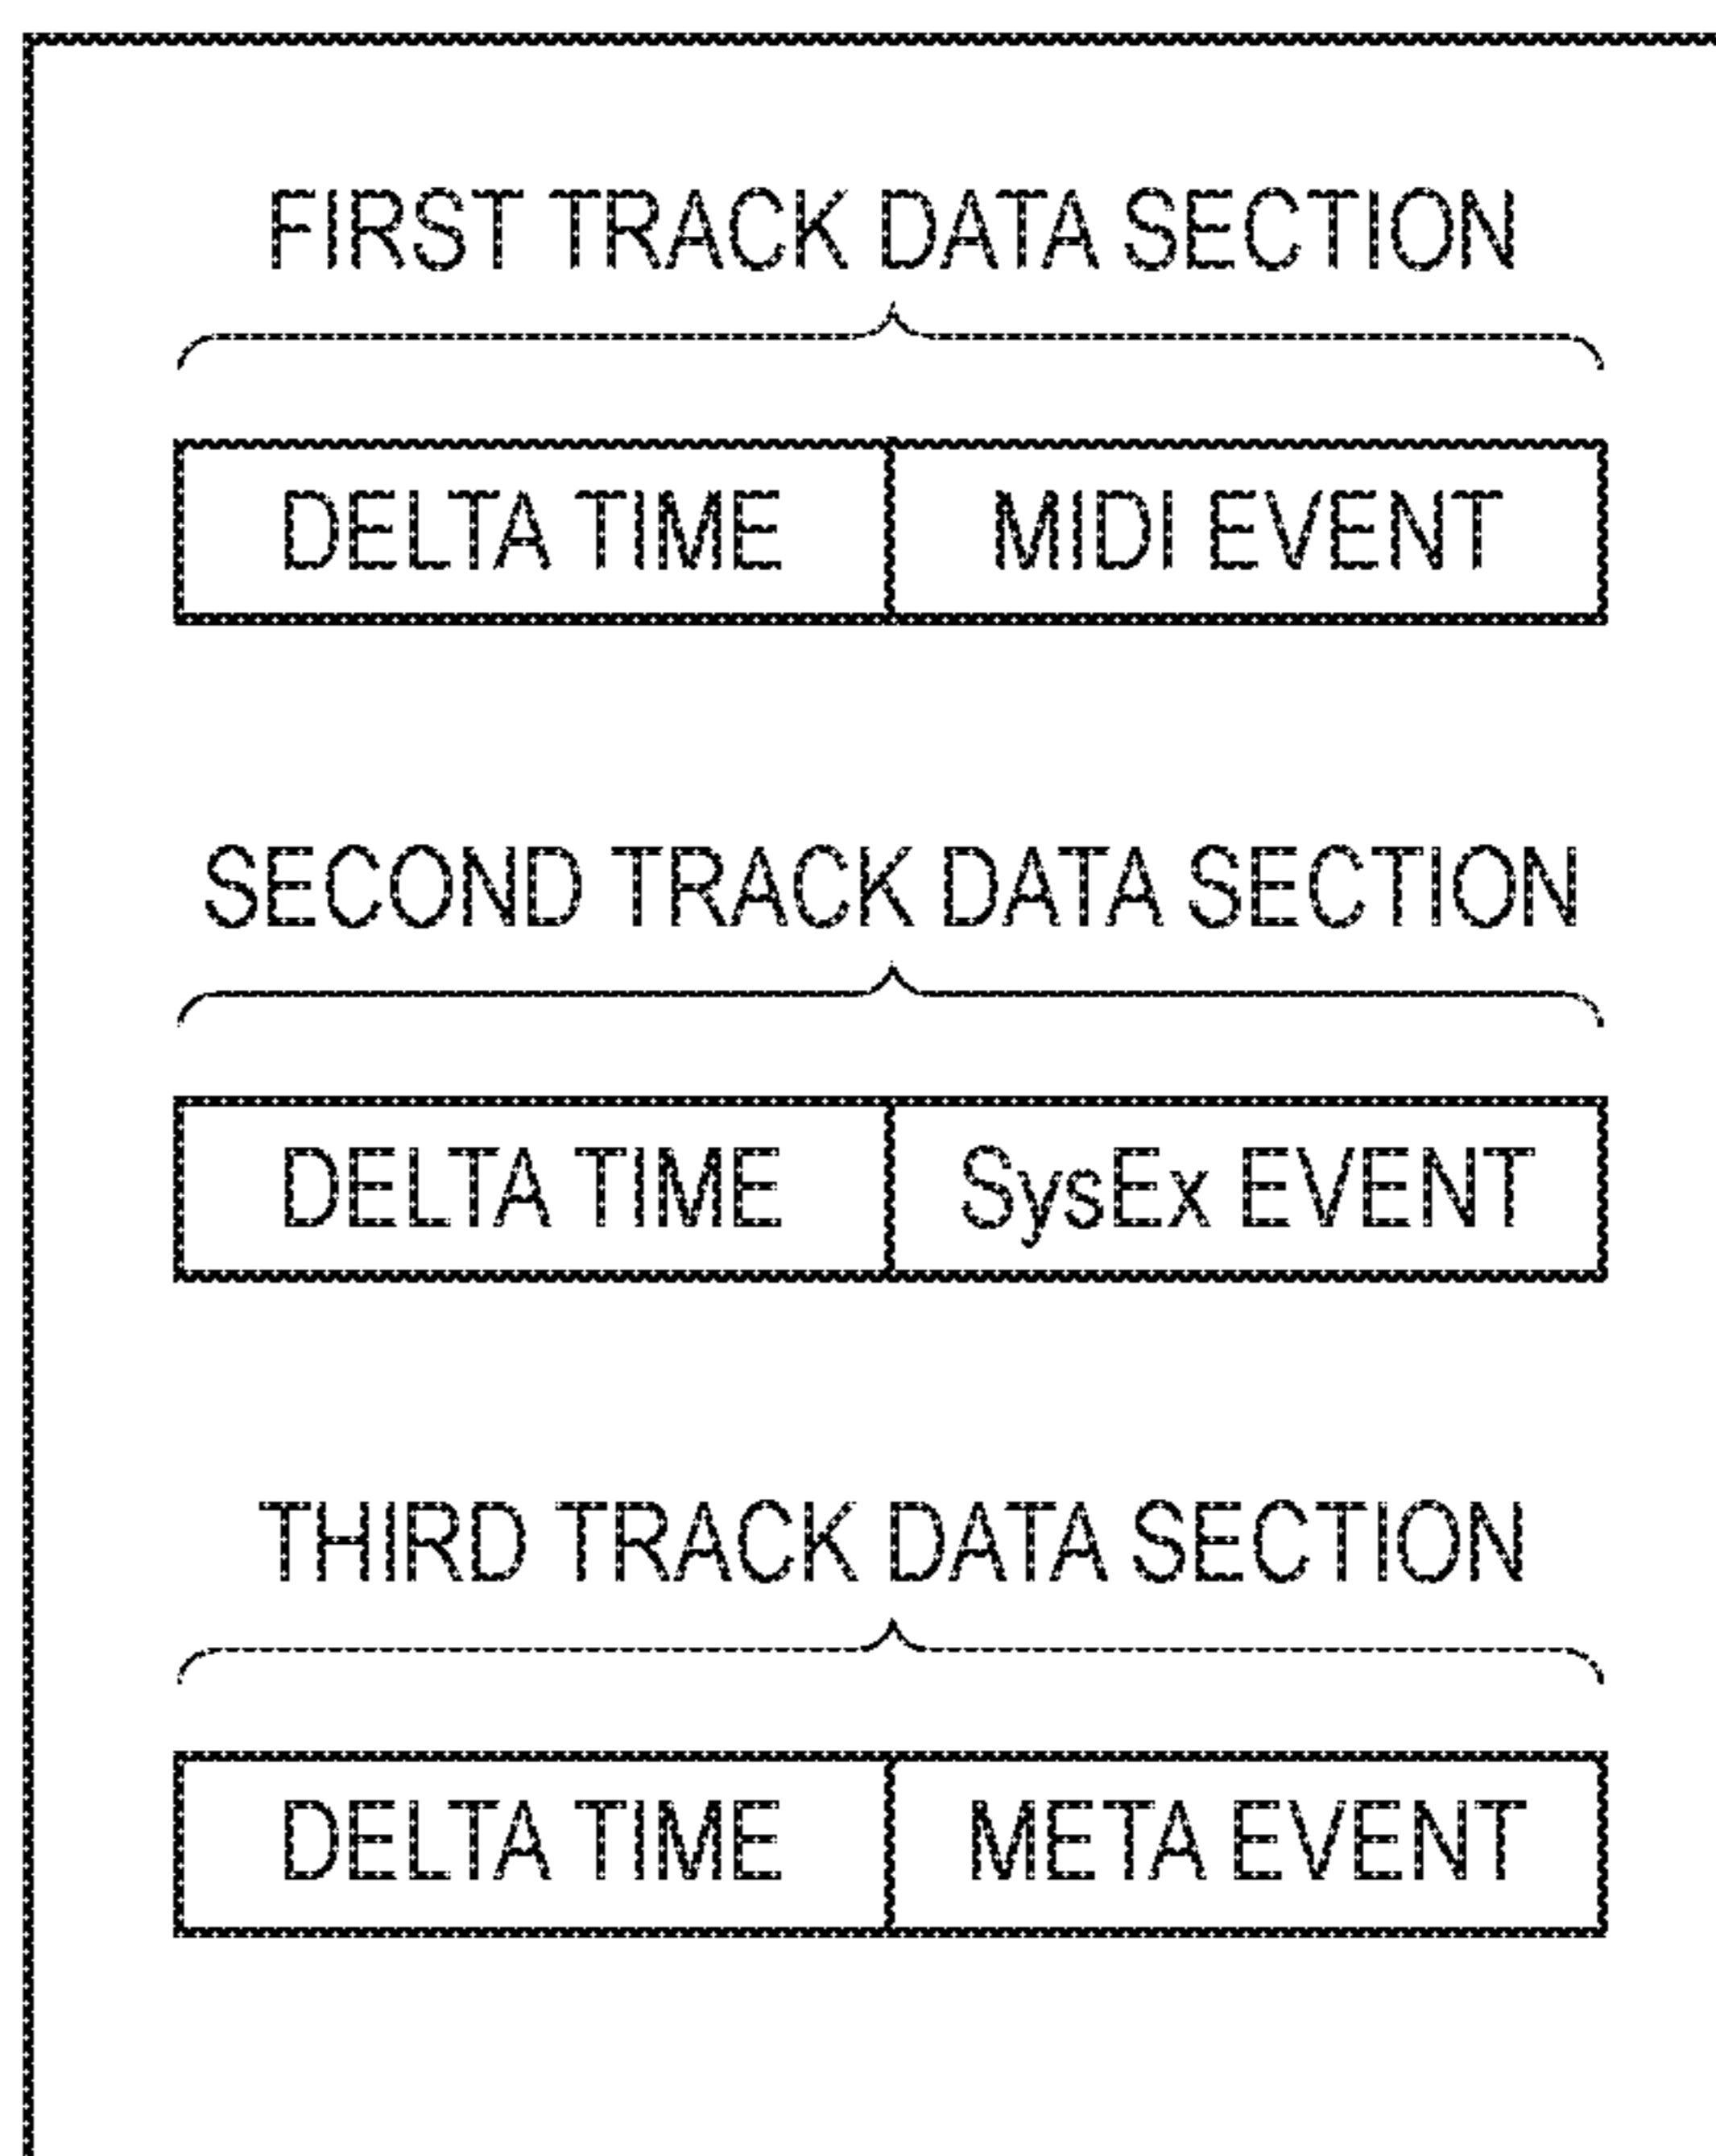 FIRST TRACK DATA SECTION
DELTA TIME MIDI EVENT
SECOND TRACK DATA SECTION
DELTA TIME SysEx EVENT
THIRD TRACK DATA SECTION
DELTA TIME META EVENT